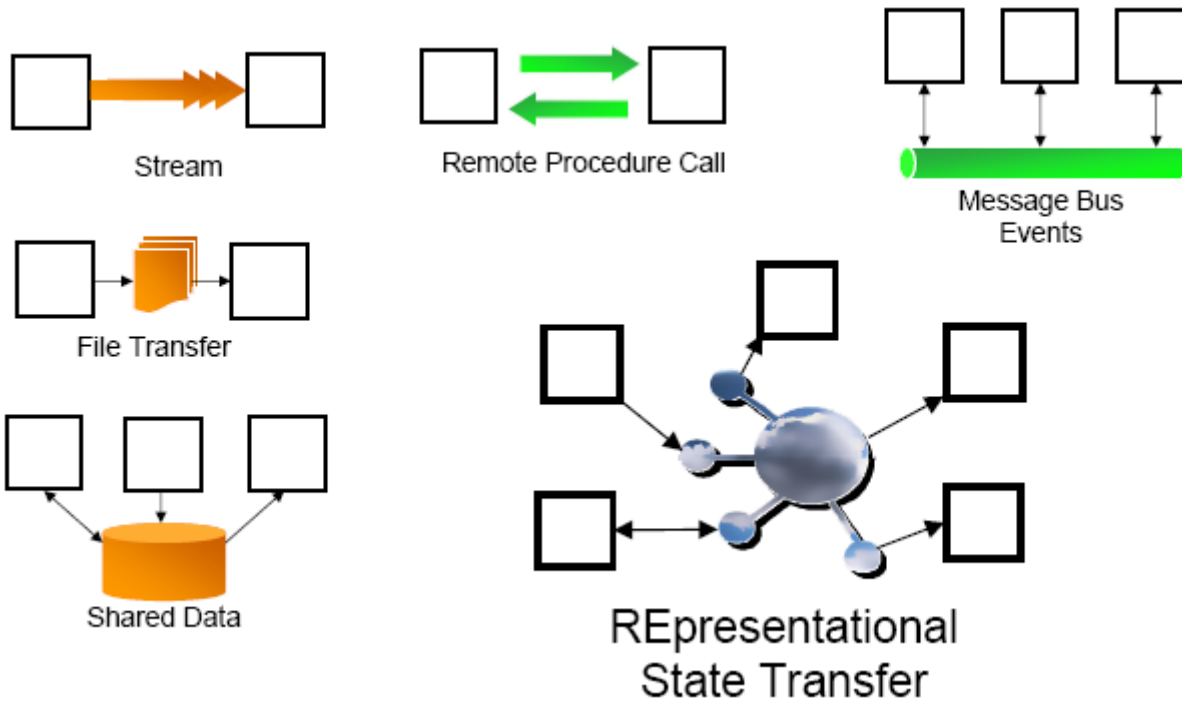 Stream
Remote Procedure Call
Message Bus
Events
File Transfer
Shared Data
REpresentational
State Transfer